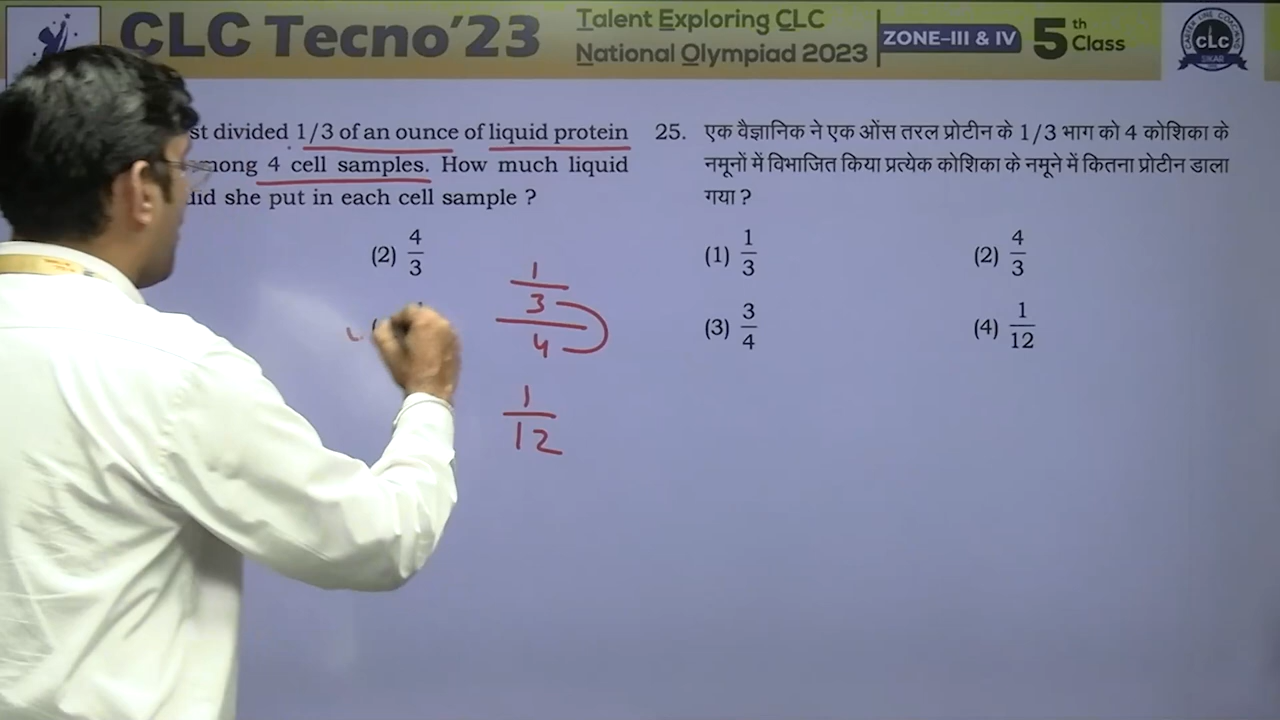 CLC Tecno'23
Talent Exploring CLC
National Olympiad 2023
ZONE–III & IV
5th Class
CLC
SIKAR
divided 1/3 of an ounce of liquid protein
4 cell samples. How much liquid
she put in each cell sample ?
(2) 4/3
1
3
4
1
12
25. एक वैज्ञानिक ने एक ओंस तरल प्रोटीन के 1/3 भाग को 4 कोशिका के
नमूनों में विभाजित किया प्रत्येक कोशिका के नमूने में कितना प्रोटीन डाला
गया ?
(1) 1/3 (2) 4/3
(3) 3/4 (4) 1/12